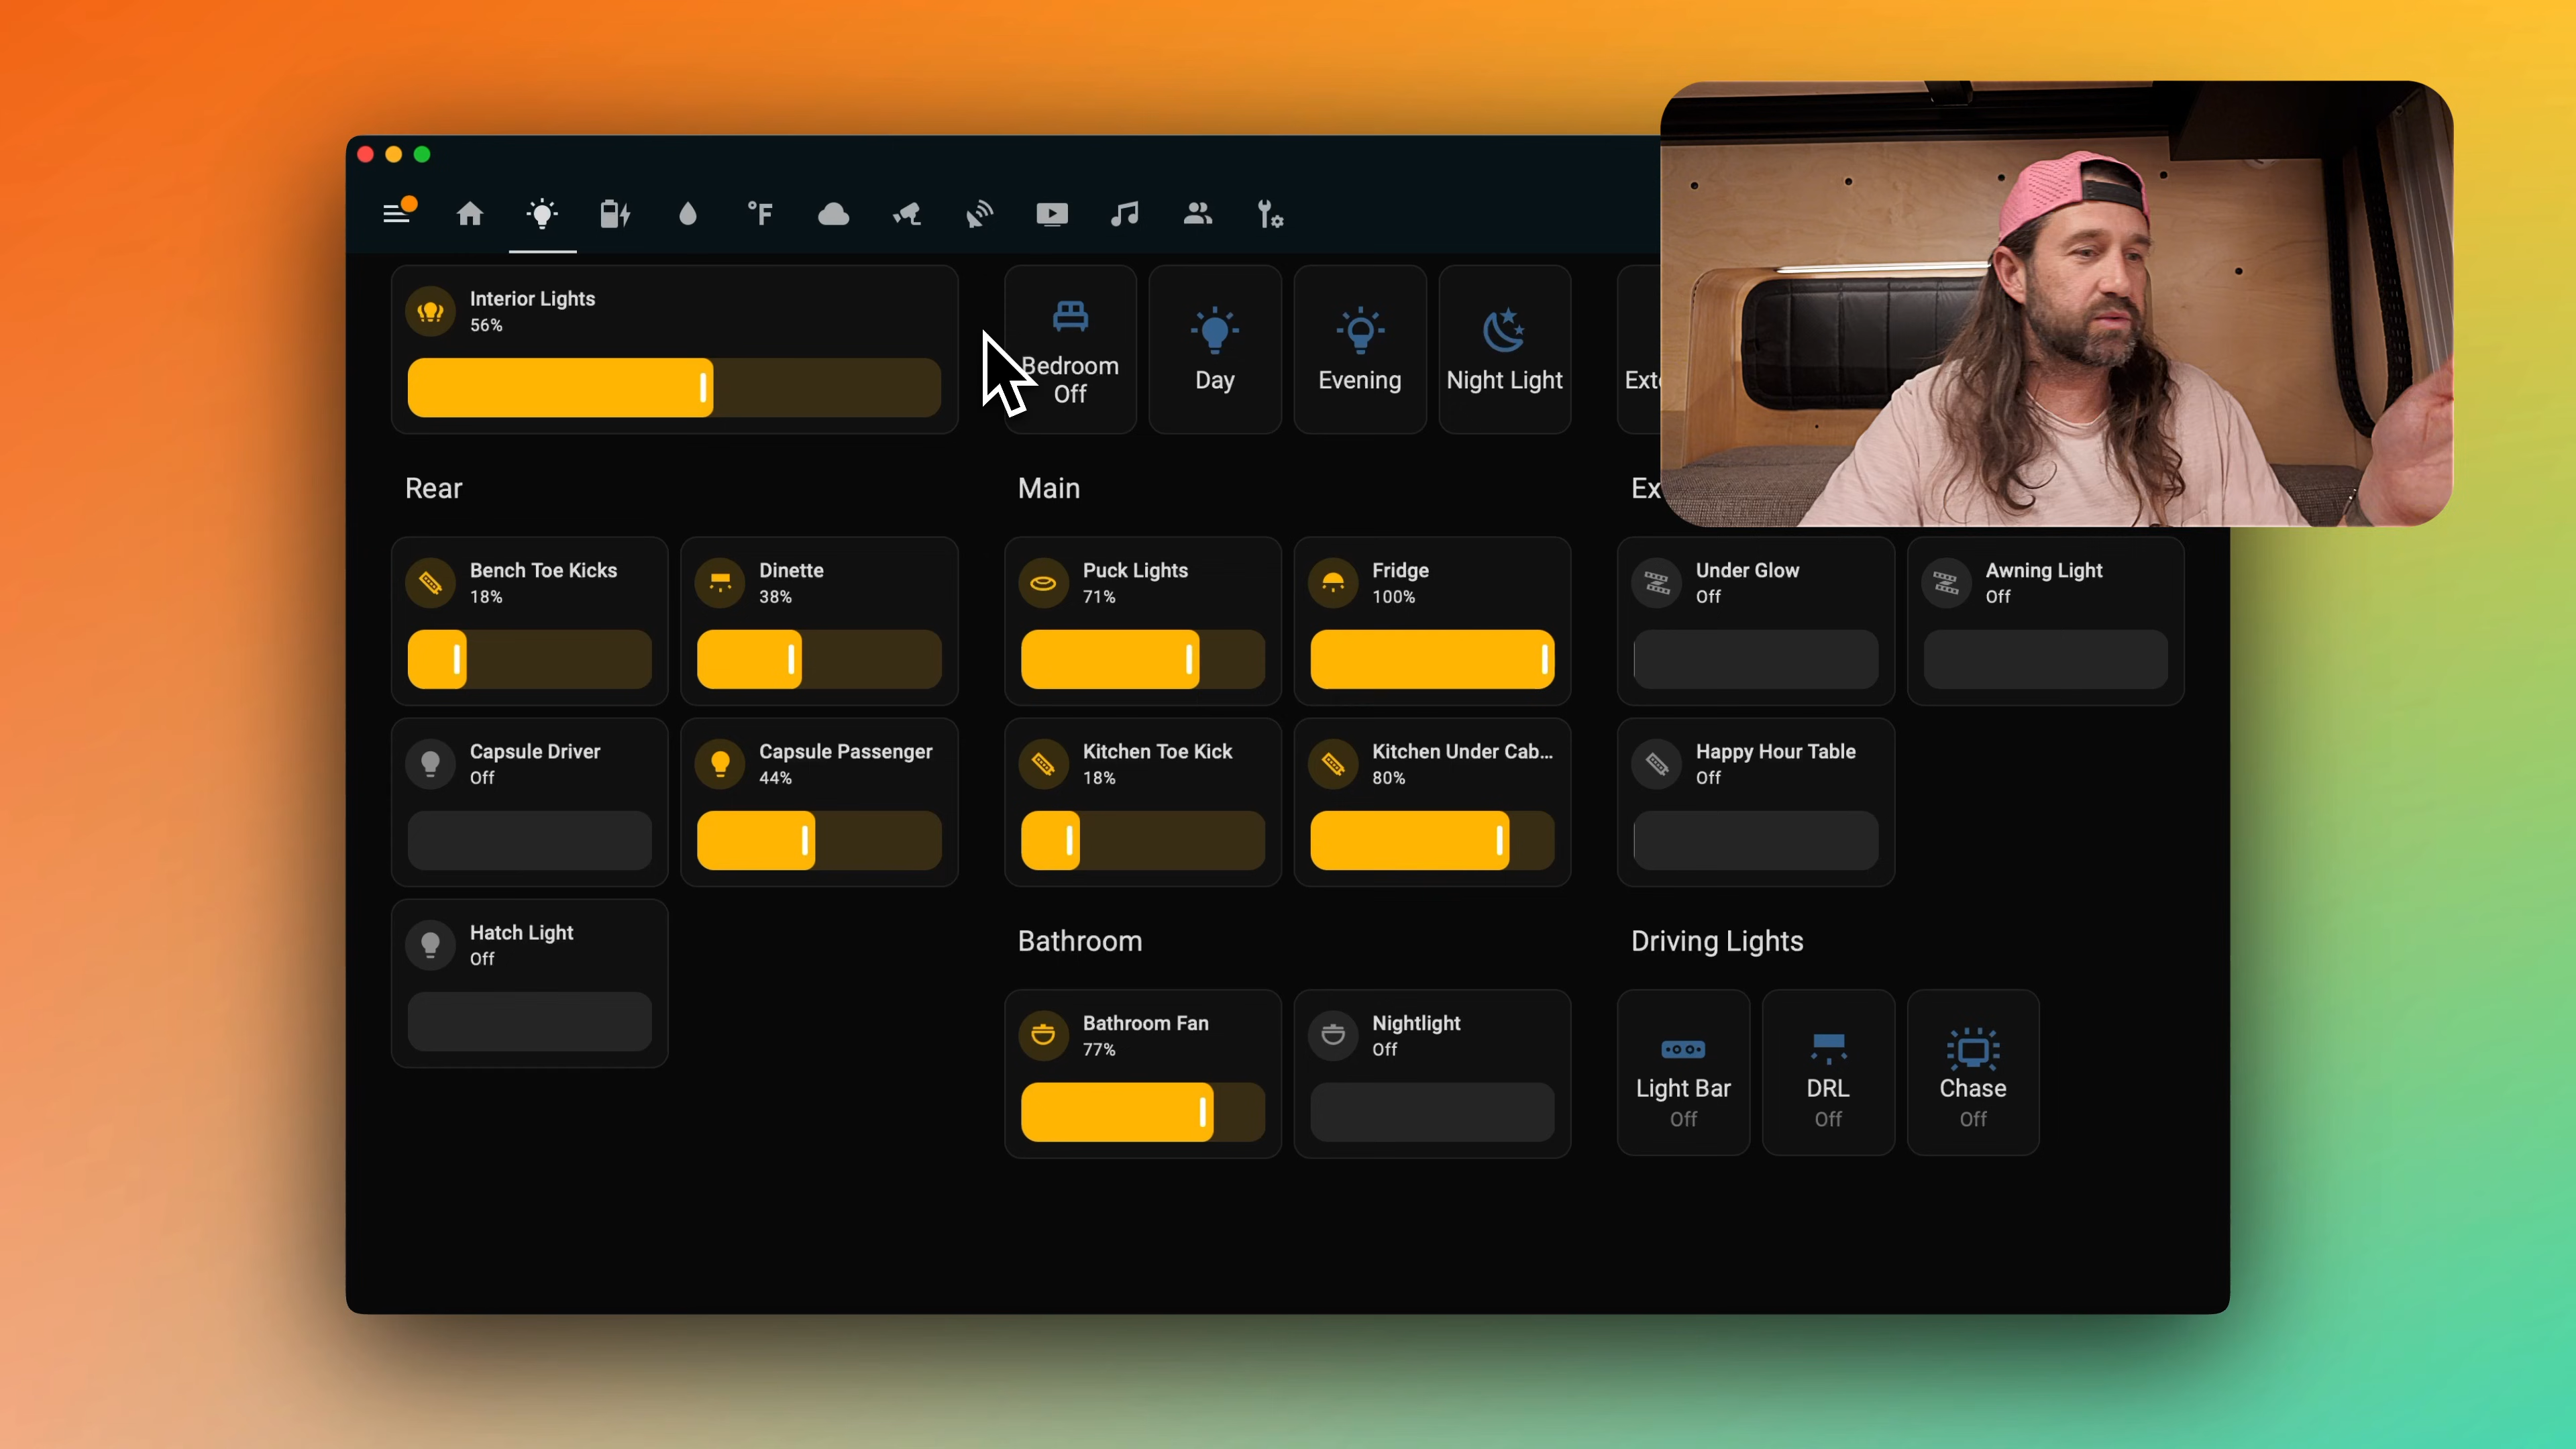 °F
Interior Lights
56%
Bedroom
Off
Day
Evening
Night Light
Rear
Main
Bench Toe Kicks
18%
Dinette
38%
Puck Lights
71%
Fridge
100%
Under Glow
Off
Awning Light
Off
Capsule Driver
Off
Capsule Passenger
44%
Kitchen Toe Kick
18%
Kitchen Under Cab...
80%
Happy Hour Table
Off
Hatch Light
Off
Bathroom
Driving Lights
Bathroom Fan
77%
Nightlight
Off
Light Bar
Off
DRL
Off
Chase
Off